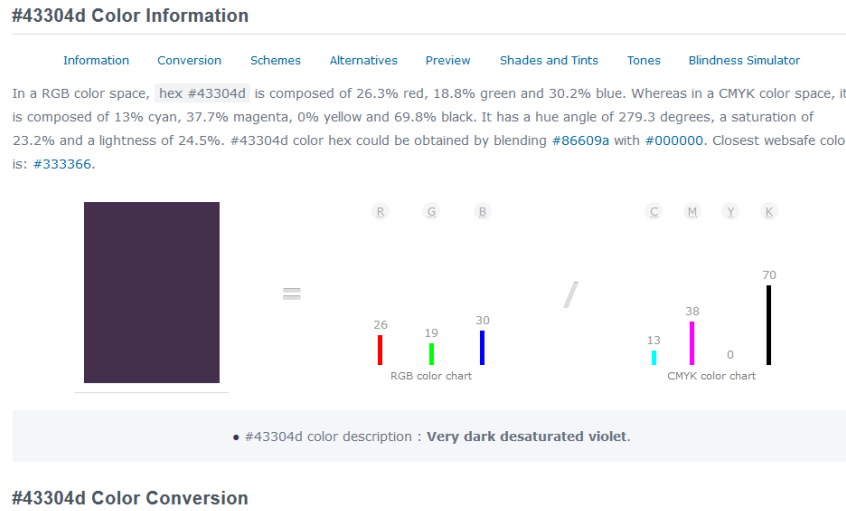 #43304d Color Information
Information Conversion Schemes Alternatives Preview Shades and Tints Tones Blindness Simulator
In a RGB color space, hex #43304d is composed of 26.3% red, 18.8% green and 30.2% blue. Whereas in a CMYK color space, it
is composed of 13% cyan, 37.7% magenta, 0% yellow and 69.8% black. It has a hue angle of 279.3 degrees, a saturation of
23.2% and a lightness of 24.5%. #43304d color hex could be obtained by blending #86609a with #000000. Closest websafe colo
is: #333366.
R G B C M Y K
=
/
70
38
30
26
19
13
0
RGB color chart CMYK color chart
• #43304d color description : Very dark desaturated violet.
#43304d Color Conversion